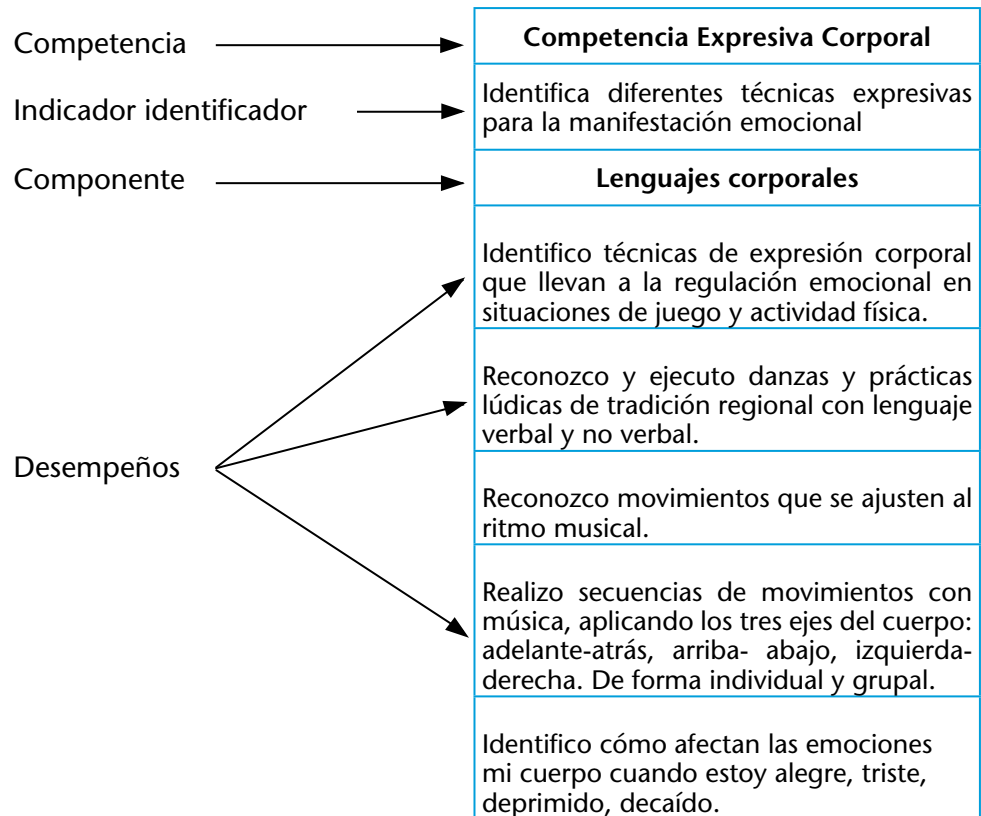 Competencia
Competencia Expresiva Corporal
Indicador identificador
Identifica diferentes técnicas expresivas
para la manifestación emocional
Componente
Lenguajes corporales
Desempeños
Identifico técnicas de expresión corporal
que llevan a la regulación emocional en
situaciones de juego y actividad física.
Reconozco y ejecuto danzas y prácticas
lúdicas de tradición regional con lenguaje
verbal y no verbal.
Reconozco movimientos que se ajusten al
ritmo musical.
Realizo secuencias de movimientos con
música, aplicando los tres ejes del cuerpo:
adelante-atrás, arriba- abajo, izquierda-
derecha. De forma individual y grupal.
Identifico cómo afectan las emociones
mi cuerpo cuando estoy alegre, triste,
deprimido, decaído.